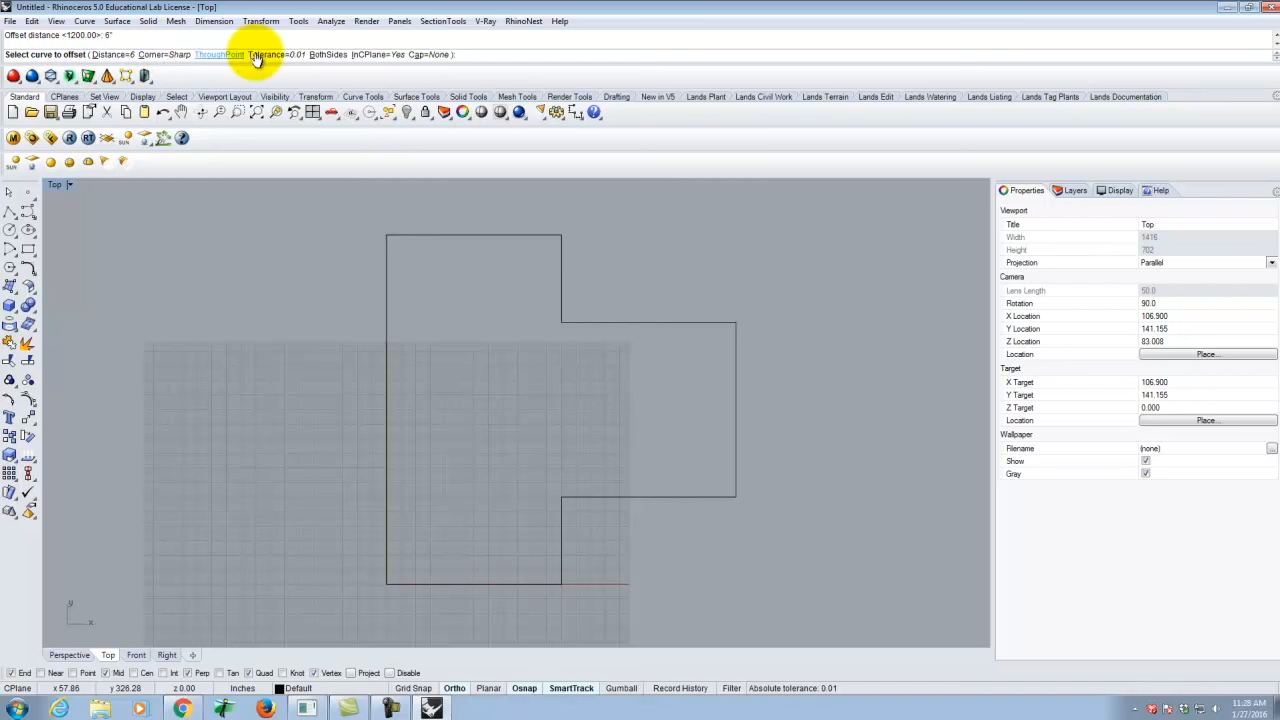 Untitled - Rhinoceros 5.0 Educational Lab License - [Top]
File Edit View Curve Surface Solid Mesh Dimension Transform Tools Analyze Render Panels SectionTools V-Ray RhinoNest Help
Offset distance <1200.00>: 6"
Select curve to offset ( Distance=6 Corner=Sharp ThroughPoint Tolerance=0.01 BothSides InCPlane=Yes Cap=None ):
Standard CPlanes Set View Display Select Viewport Layout Visibility Transform Curve Tools Surface Tools Solid Tools Mesh Tools Render Tools Drafting New in V5 Lands Plant Lands Civil Work Lands Terrain Lands Edit Lands Watering Lands Listing Lands Tag Plants Lands Documentation
M R RT SUN
SUN
Top
Properties Layers Display Help
Viewport
Title Top
Width 1416
Height 702
Projection Parallel
Camera
Lens Length 50.0
Rotation 90.0
X Location 106.900
Y Location 141.155
Z Location 83.008
Location Place...
Target
X Target 106.900
Y Target 141.155
Z Target 0.000
Location Place...
Wallpaper
Filename (none) ...
Show
Gray
y
x
Perspective Top Front Right
End Near Point Mid Cen Int Perp Tan Quad Knot Vertex Project Disable
CPlane x 57.86 y 326.28 z 0.00 Inches Default Grid Snap Ortho Planar Osnap SmartTrack Gumball Record History Filter Absolute tolerance: 0.01
11:28 AM
1/27/2016